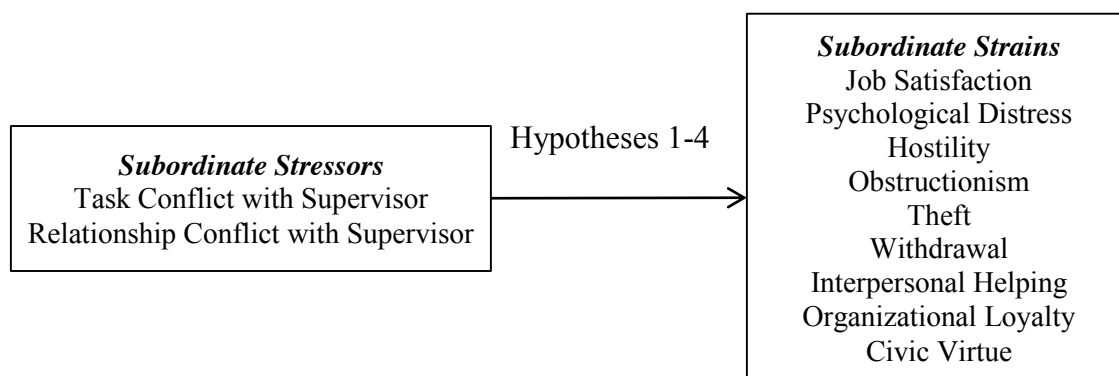 Subordinate Stressors
Task Conflict with Supervisor
Relationship Conflict with Supervisor
Hypotheses 1-4
Subordinate Strains
Job Satisfaction
Psychological Distress
Hostility
Obstructionism
Theft
Withdrawal
Interpersonal Helping
Organizational Loyalty
Civic Virtue